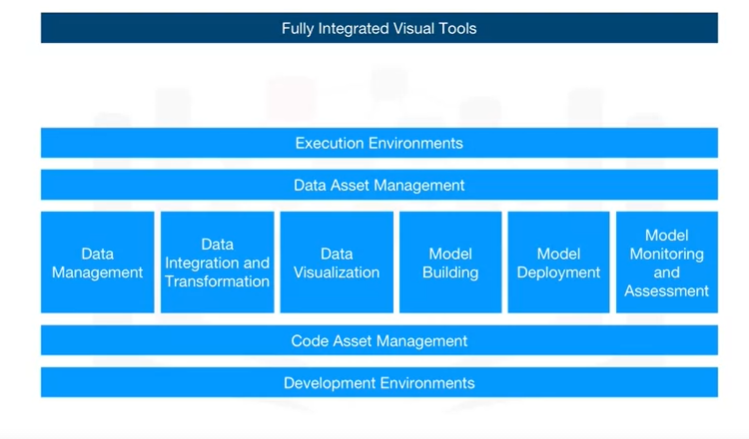 Fully Integrated Visual Tools
Execution Environments
Data Asset Management
Data
Management
Data
Integration and
Transformation
Data
Visualization
Model
Building
Model
Deployment
Model
Monitoring
and
Assessment
Code Asset Management
Development Environments